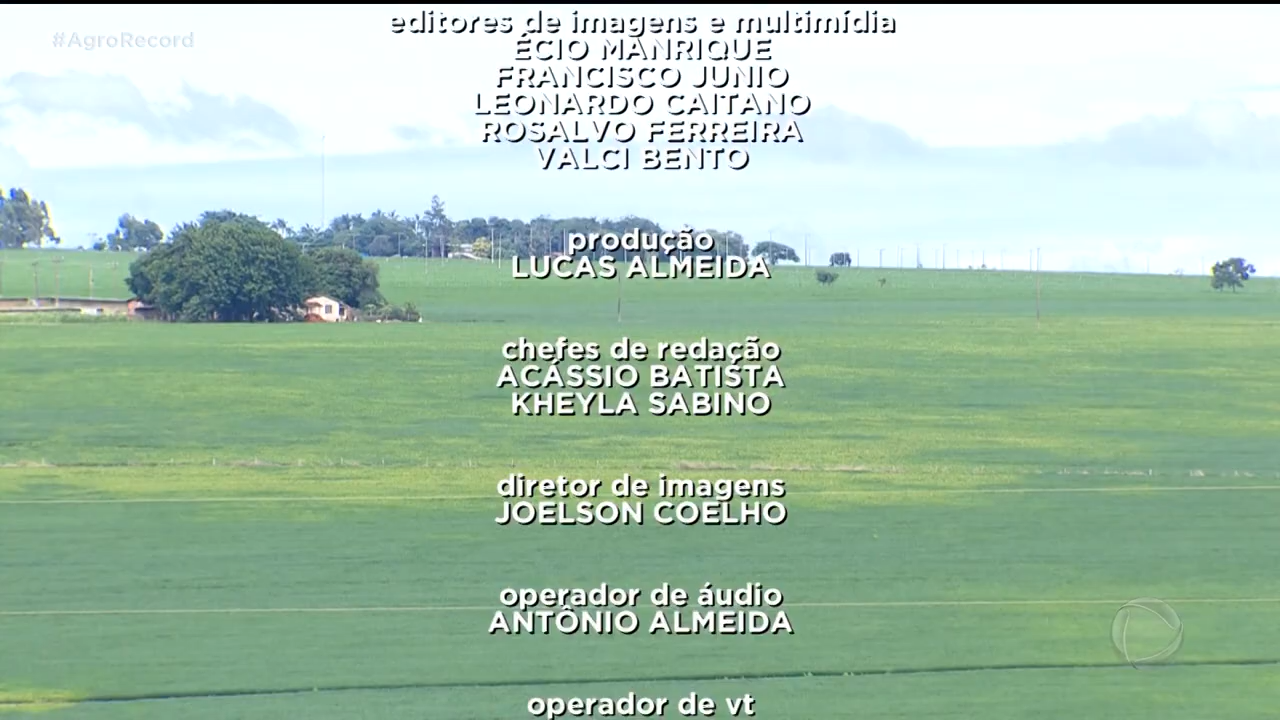 #AgroRecord
editores de imagens e multimídia
ÉCIO MANRIQUE
FRANCISCO JUNIO
LEONARDO CAITANO
ROSALVO FERREIRA
VALCI BENTO
produção
LUCAS ALMEIDA
chefes de redação
ACÁSSIO BATISTA
KHEYLA SABINO
diretor de imagens
JOELSON COELHO
operador de áudio
ANTÔNIO ALMEIDA
operador de vt